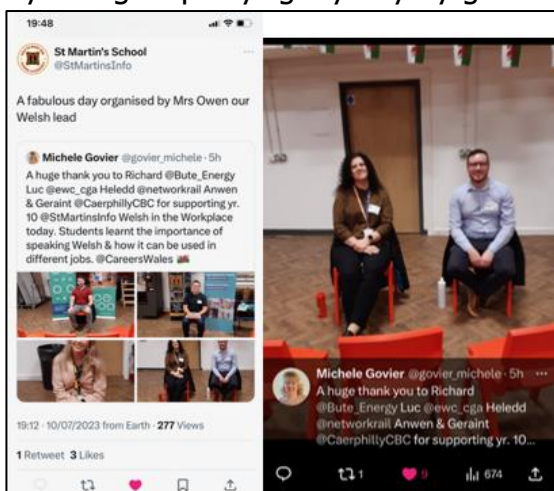 19:48
St Martin's School
@StMartinsInfo
A fabulous day organised by Mrs Owen our
Welsh lead
Michele Govier @govier_michele · 5h
A huge thank you to Richard @Bute_Energy
Luc @ewc_cga Heledd @networkrail Anwen
& Geraint @CaerphillyCBC for supporting yr.
10 @StMartinsInfo Welsh in the Workplace
today. Students learnt the importance of
speaking Welsh & how it can be used in
different jobs. @CareersWales
19:12 · 10/07/2023 from Earth · 277 Views
1 Retweet 3 Likes
Michele Govier @govier_michele · 5h
A huge thank you to Richard
@Bute_Energy Luc @ewc_cga Heledd
@networkrail Anwen & Geraint
@CaerphillyCBC for supporting yr. 10...
1
9
674